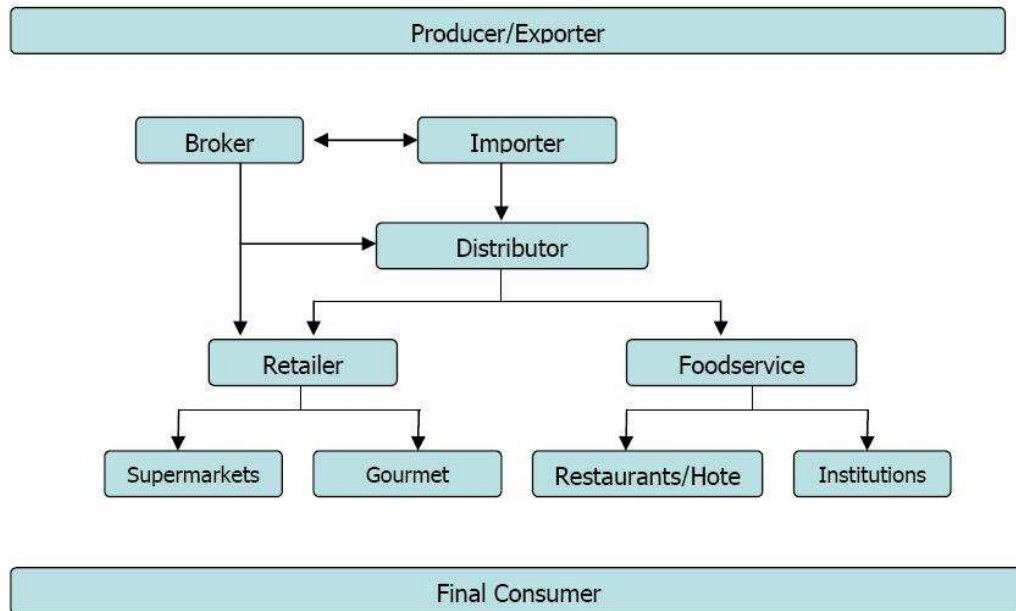 Producer/Exporter
Broker
Importer
Distributor
Retailer
Foodservice
Supermarkets
Gourmet
Restaurants/Hote
Institutions
Final Consumer